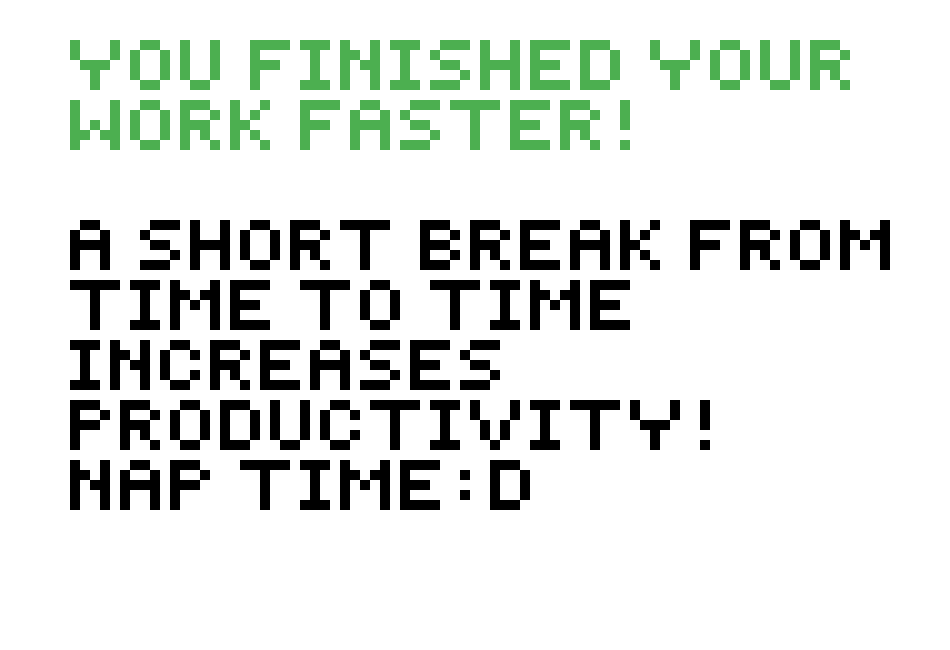 YOU FINISHED YOUR
WORK FASTER!
A SHORT BREAK FROM
TIME TO TIME
INCREASES
PRODUCTIVITY!
NAP TIME:D